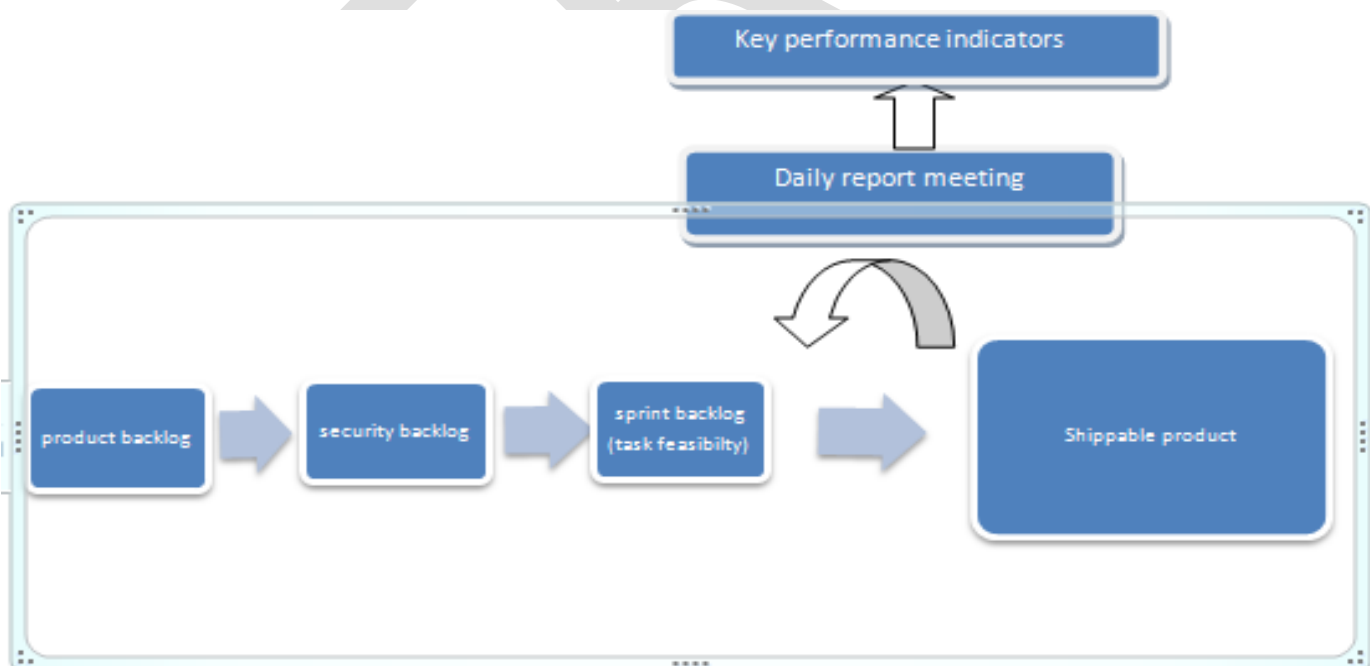 Key performance indicators
Daily report meeting
product backlog
security backlog
sprint backlog
(task feasibilty)
Shippable product